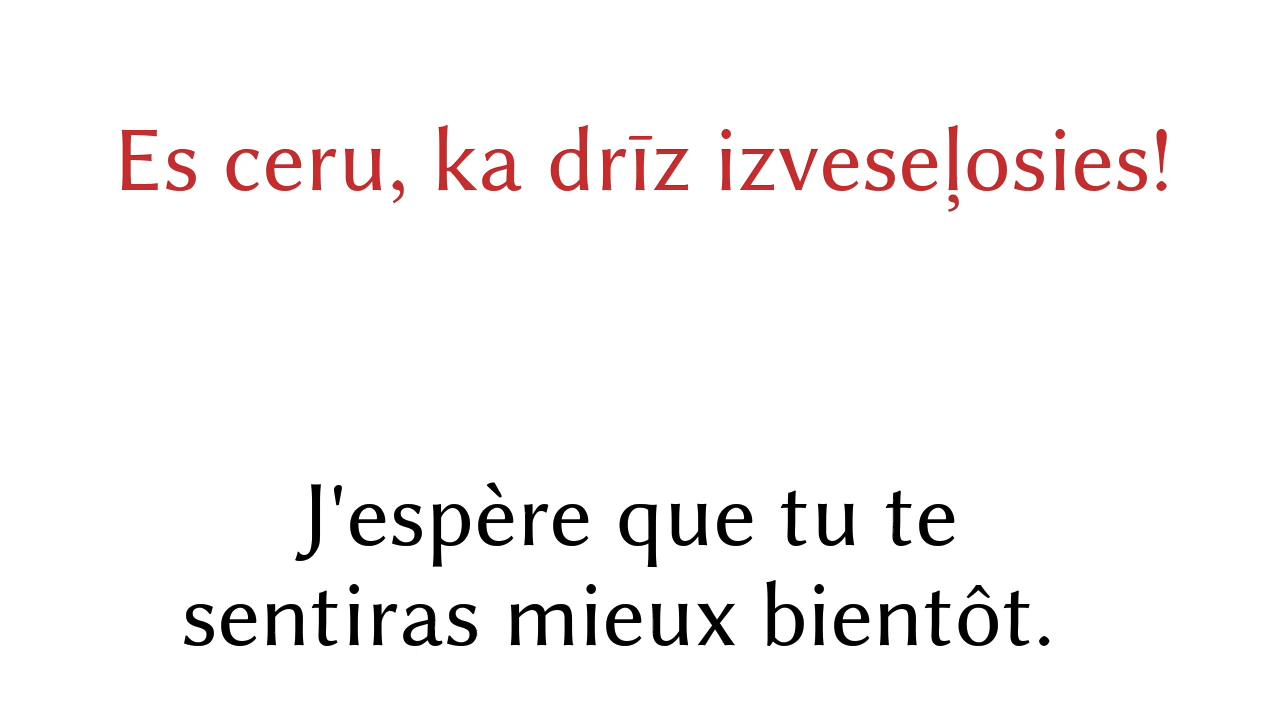 Es ceru, ka drīz izveseļosies!
J'espère que tu te
sentiras mieux bientôt.